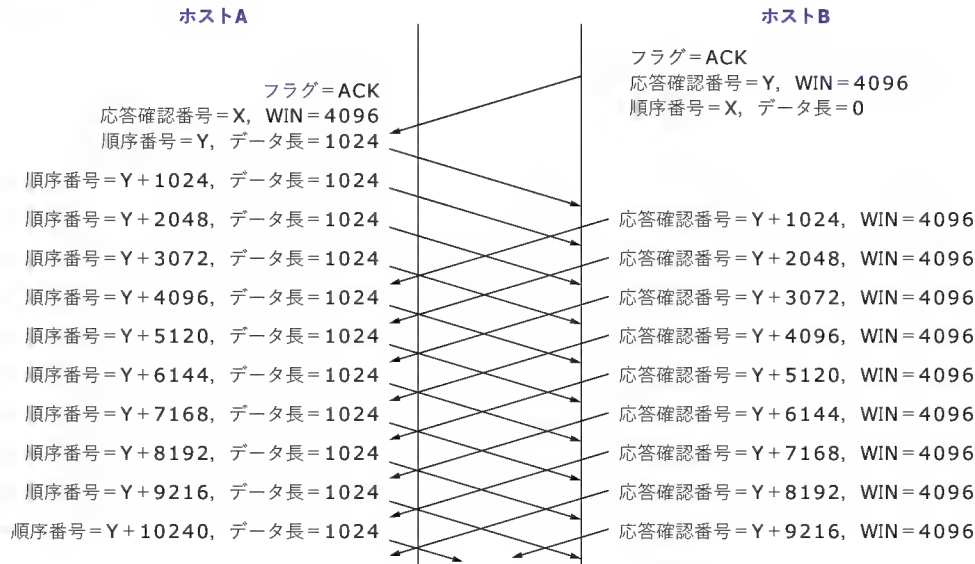 ホストA
ホストB
フラグ=ACK
応答確認番号=Y, WIN=4096
順序番号=X, データ長=0
フラグ=ACK
応答確認番号=X, WIN=4096
順序番号=Y, データ長=1024
順序番号=Y+1024, データ長=1024
順序番号=Y+2048, データ長=1024
順序番号=Y+3072, データ長=1024
順序番号=Y+4096, データ長=1024
順序番号=Y+5120, データ長=1024
順序番号=Y+6144, データ長=1024
順序番号=Y+7168, データ長=1024
順序番号=Y+8192, データ長=1024
順序番号=Y+9216, データ長=1024
順序番号=Y+10240, データ長=1024
応答確認番号=Y+1024, WIN=4096
応答確認番号=Y+2048, WIN=4096
応答確認番号=Y+3072, WIN=4096
応答確認番号=Y+4096, WIN=4096
応答確認番号=Y+5120, WIN=4096
応答確認番号=Y+6144, WIN=4096
応答確認番号=Y+7168, WIN=4096
応答確認番号=Y+8192, WIN=4096
応答確認番号=Y+9216, WIN=4096